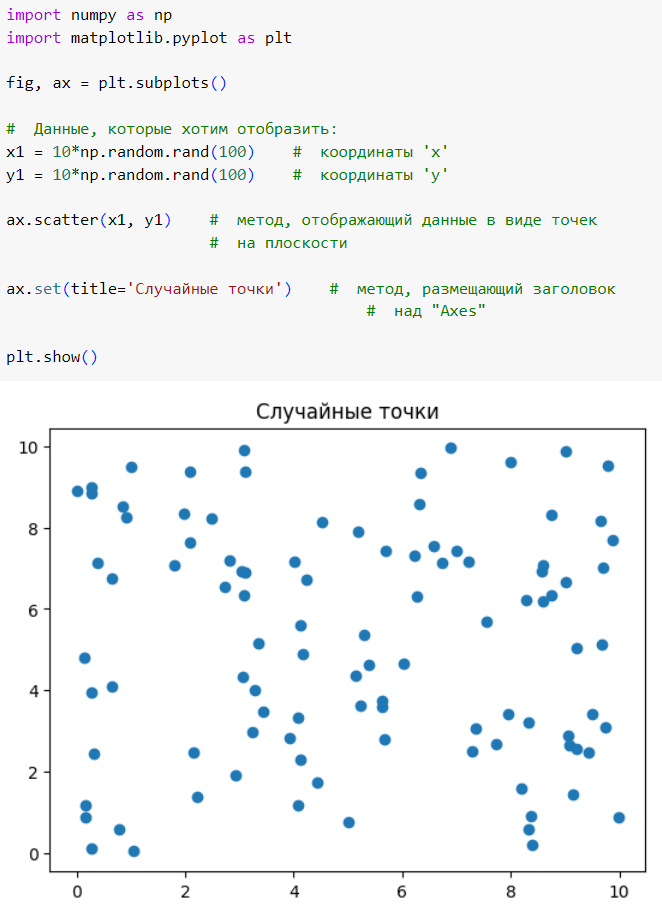 import numpy as np
import matplotlib.pyplot as plt
fig, ax = plt.subplots()
#  Данные, которые хотим отобразить:
x1 = 10*np.random.rand(100)    #  координаты 'x'
y1 = 10*np.random.rand(100)    #  координаты 'y'
ax.scatter(x1, y1)    #  метод, отображающий данные в виде точек
                      #  на плоскости
ax.set(title='Случайные точки')    #  метод, размещающий заголовок
                                       #  над "Axes"
plt.show()
Случайные точки
10
8
6
4
2
0
0 2 4 6 8 10